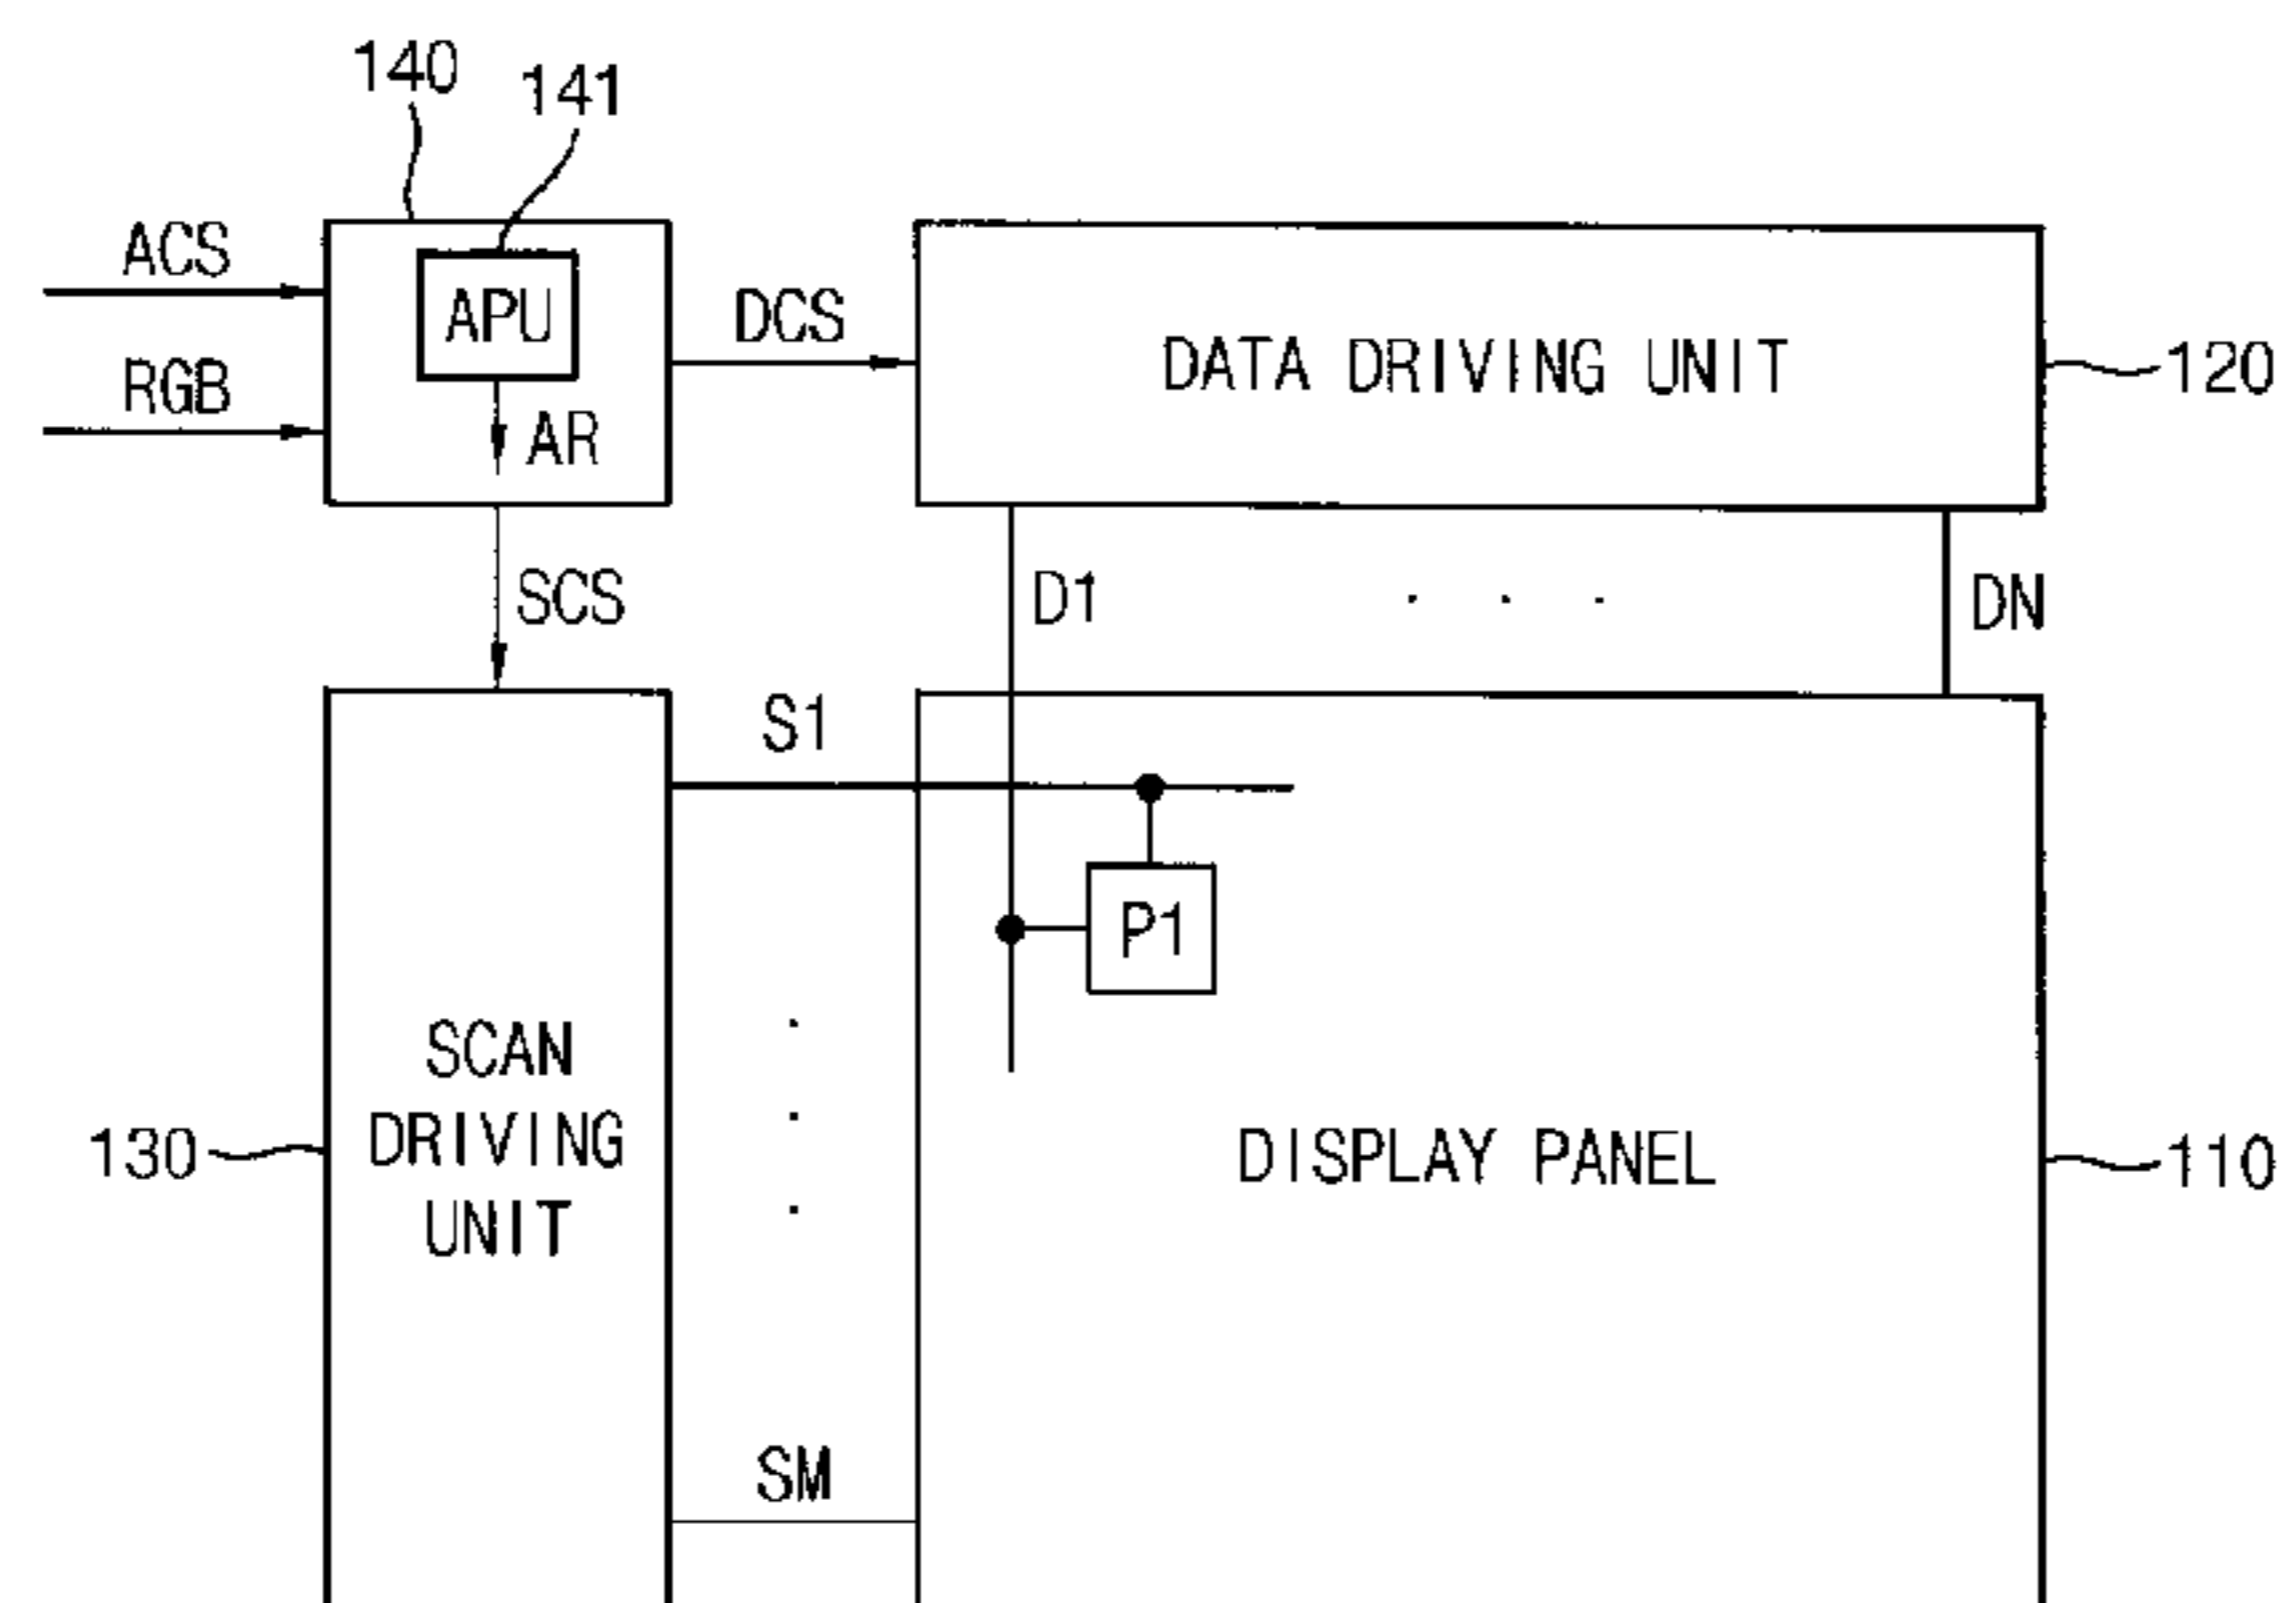 140
141
ACS
APU
DCS
DATA DRIVING UNIT
120
RGB
AR
SCS
D1
. . .
DN
S1
P1
SCAN
DRIVING
UNIT
130
.
.
.
DISPLAY PANEL
110
SM